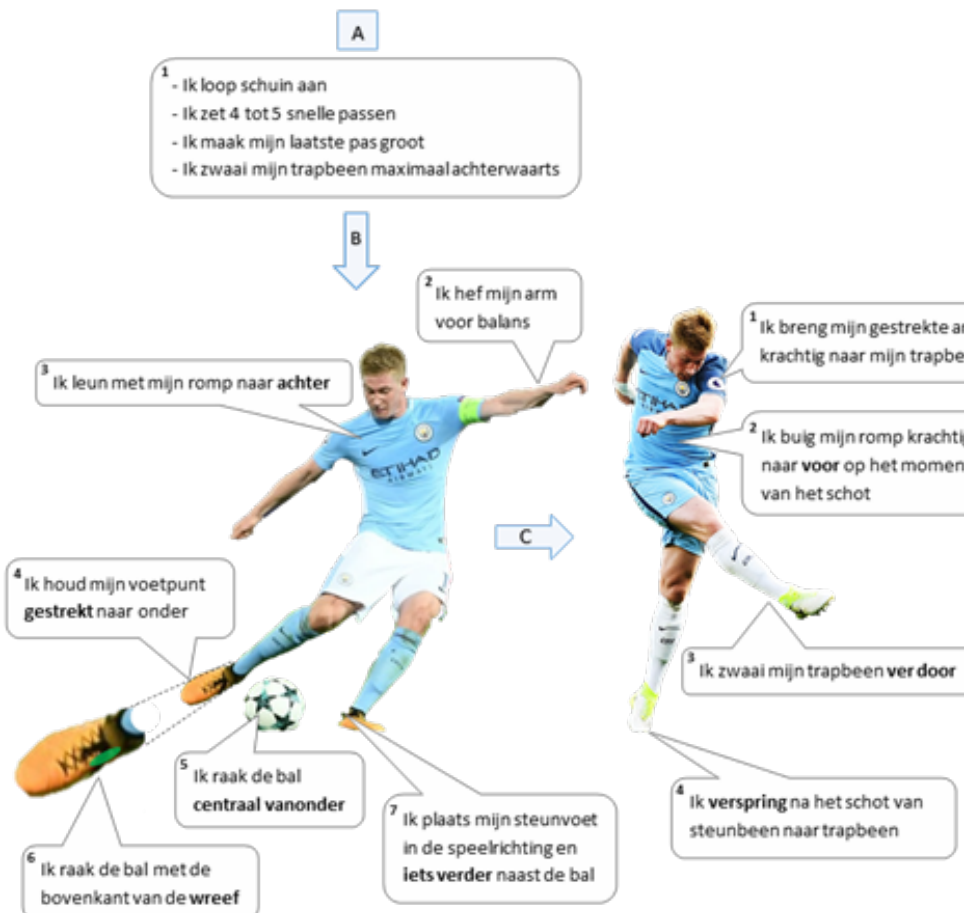 A
1
- Ik loop schuin aan
- Ik zet 4 tot 5 snelle passen
- Ik maak mijn laatste pas groot
- Ik zwaai mijn trapbeen maximaal achterwaarts
B
2 Ik hef mijn arm
voor balans
3 Ik leun met mijn romp naar achter
ETIHAD
AIRWAYS
4 Ik houd mijn voetpunt
gestrekt naar onder
5 Ik raak de bal
centraal vanonder
6 Ik raak de bal met de
bovenkant van de wreef
7 Ik plaats mijn steunvoet
in de speelrichting en
iets verder naast de bal
C
1 Ik breng mijn gestrekte
krachtig naar mijn
2 Ik buig mijn romp
naar voor op het
van het schot
ETIHAD
3 Ik zwaai mijn trapbeen ver door
4 Ik verspring na het schot van
steunbeen naar trapbeen